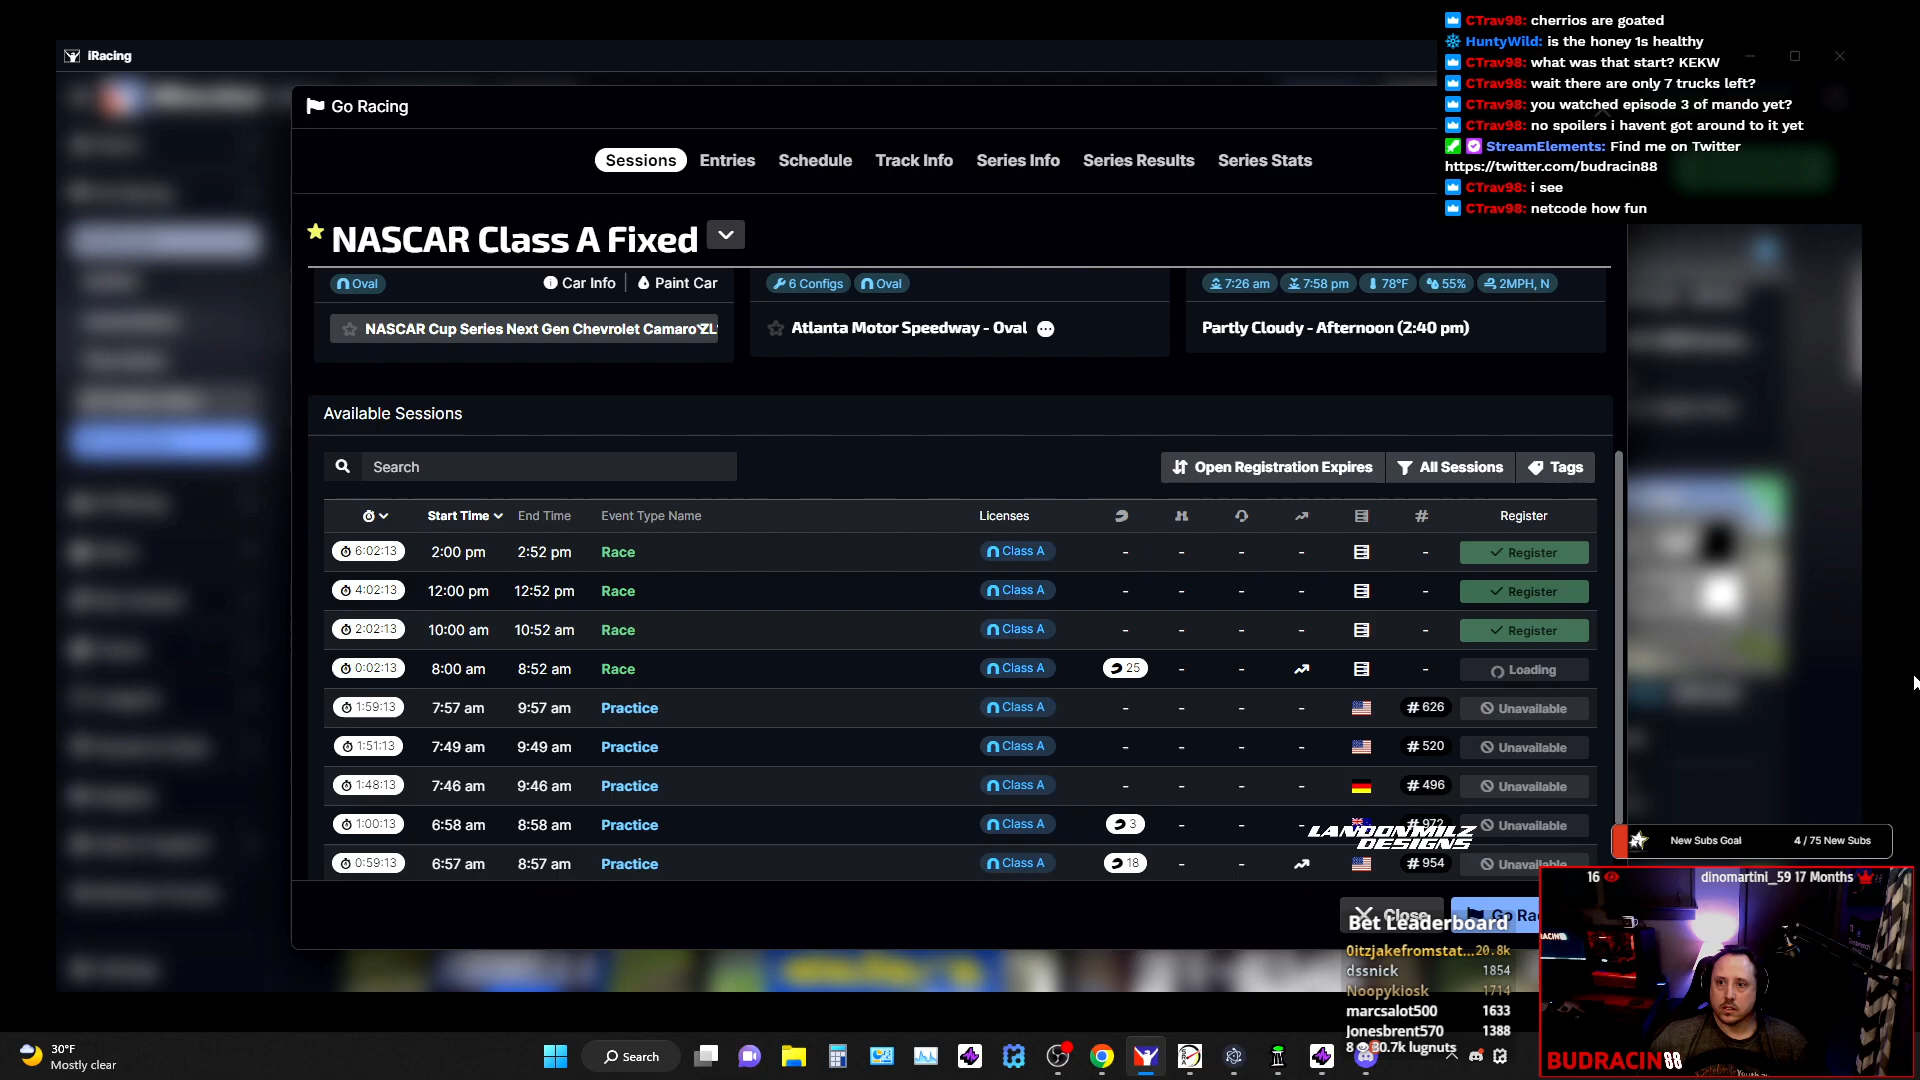 CTrav98: cherrios are goated
HuntyWild: is the honey 1s healthy
CTrav98: what was that start? KEKW
CTrav98: wait there are only 7 trucks left?
CTrav98: you watched episode 3 of mando yet?
CTrav98: no spoilers i havent got around to it yet
StreamElements: Find me on Twitter
https://twitter.com/budracin88
CTrav98: i see
CTrav98: netcode how fun
iRacing
Go Racing
Sessions Entries Schedule Track Info Series Info Series Results Series Stats
NASCAR Class A Fixed
Oval Car Info Paint Car 6 Configs Oval 7:26 am 7:58 pm 78°F 55% 2MPH, N
NASCAR Cup Series Next Gen Chevrolet Camaro ZL Atlanta Motor Speedway - Oval Partly Cloudy - Afternoon (2:40 pm)
Available Sessions
Search Open Registration Expires All Sessions Tags
Start Time End Time Event Type Name Licenses # Register
6:02:13 2:00 pm 2:52 pm Race Class A - - - - - Register
4:02:13 12:00 pm 12:52 pm Race Class A - - - - - Register
2:02:13 10:00 am 10:52 am Race Class A - - - - - Register
0:02:13 8:00 am 8:52 am Race Class A 25 - - - Loading
1:59:13 7:57 am 9:57 am Practice Class A - - - - # 626 Unavailable
1:51:13 7:49 am 9:49 am Practice Class A - - - - # 520 Unavailable
1:48:13 7:46 am 9:46 am Practice Class A - - - - # 496 Unavailable
1:00:13 6:58 am 8:58 am Practice Class A 3 - - - # 972 Unavailable
0:59:13 6:57 am 8:57 am Practice Class A 18 - - # 954 Unavailable
LANDON MILZ
DESIGNS
New Subs Goal 4 / 75 New Subs
Close Go Rac
Bet Leaderboard
0itzjakefromstat... 20.8k
dssnick 1854
Noopykiosk 1714
marcsalot500 1633
Jonesbrent570 1388
8 30.7k lugnuts
16 dinomartini_59 17 Months
BUDRACIN88
30°F
Mostly clear
Search